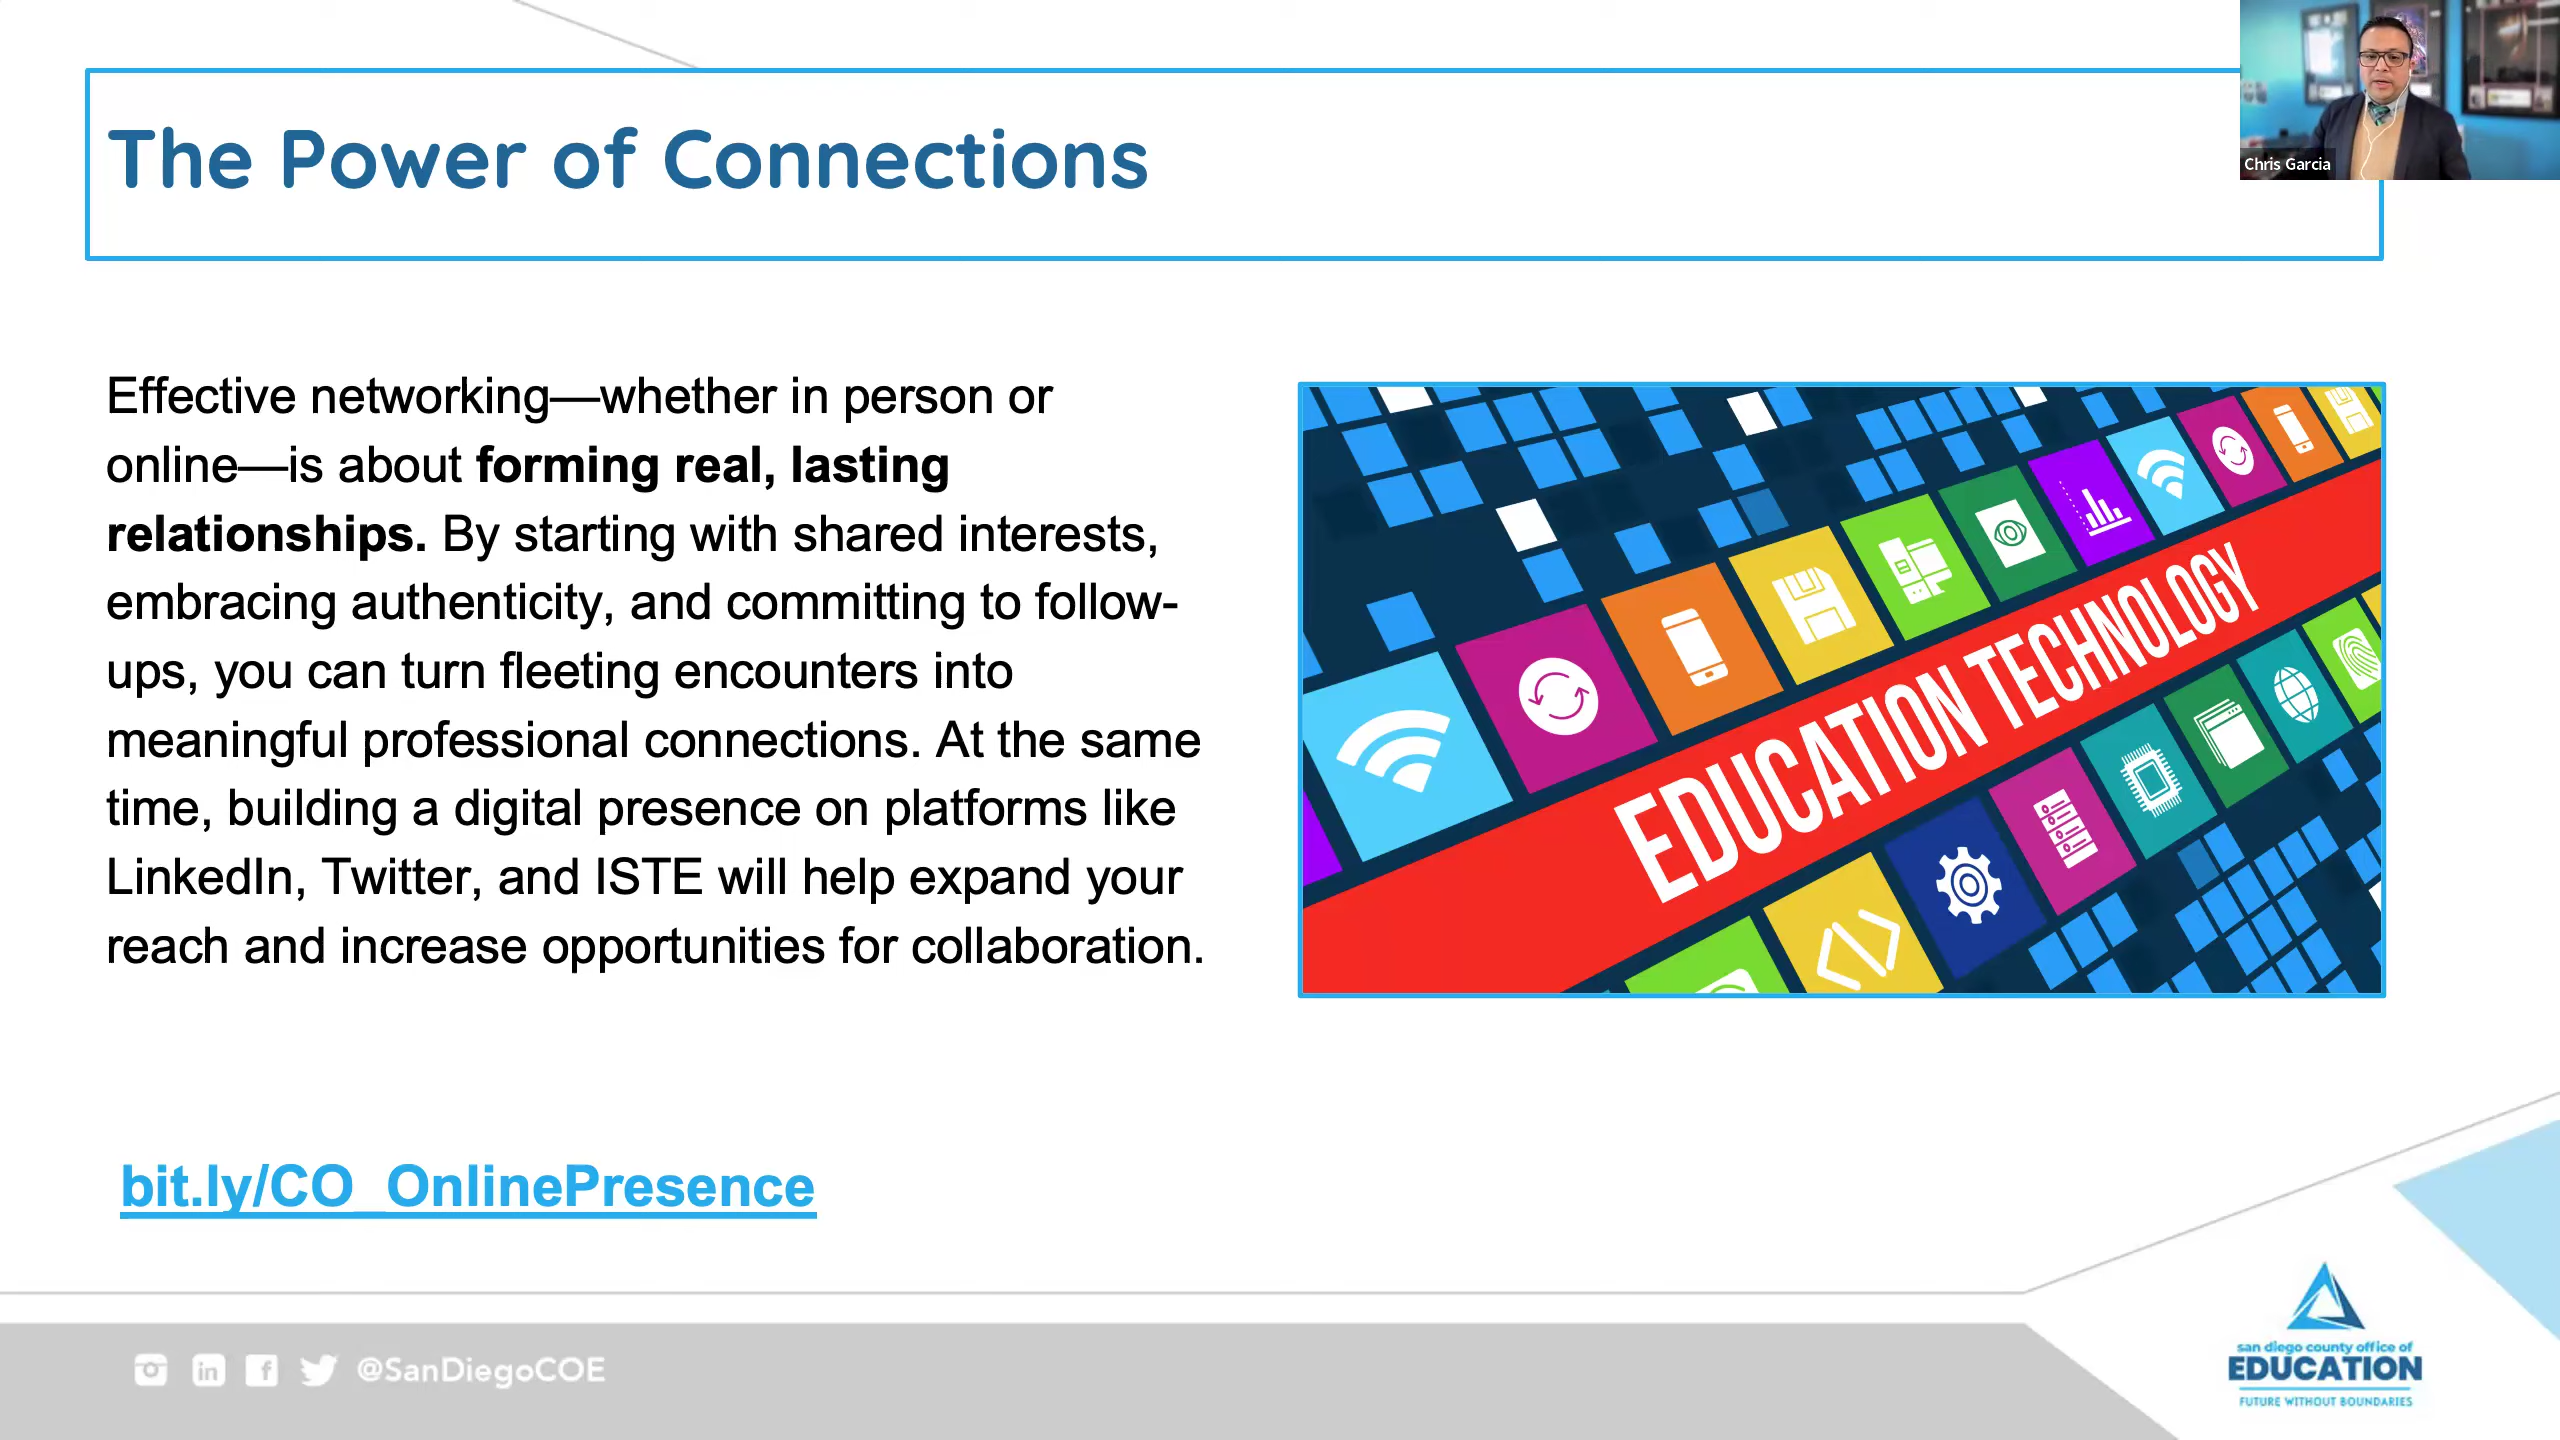 The Power of Connections
Chris Garcia
Effective networking—whether in person or
online—is about forming real, lasting
relationships. By starting with shared interests,
embracing authenticity, and committing to follow-
ups, you can turn fleeting encounters into
meaningful professional connections. At the same
time, building a digital presence on platforms like
LinkedIn, Twitter, and ISTE will help expand your
reach and increase opportunities for collaboration.
EDUCATION TECHNOLOGY
bit.ly/CO_OnlinePresence
@SanDiegoCOE
san diego county office of
EDUCATION
FUTURE WITHOUT BOUNDARIES